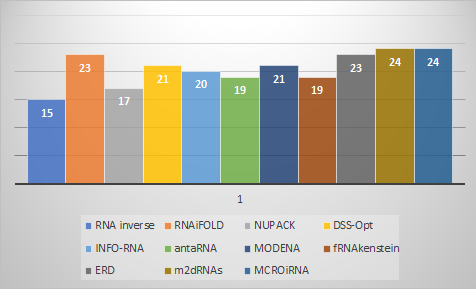 15 23 17 21 20 19 21 19 23 24 24
1
RNA inverse RNAiFOLD NUPACK DSS-Opt
INFO-RNA antaRNA MODENA fRNAkenstein
ERD m2dRNAs MCROiRNA